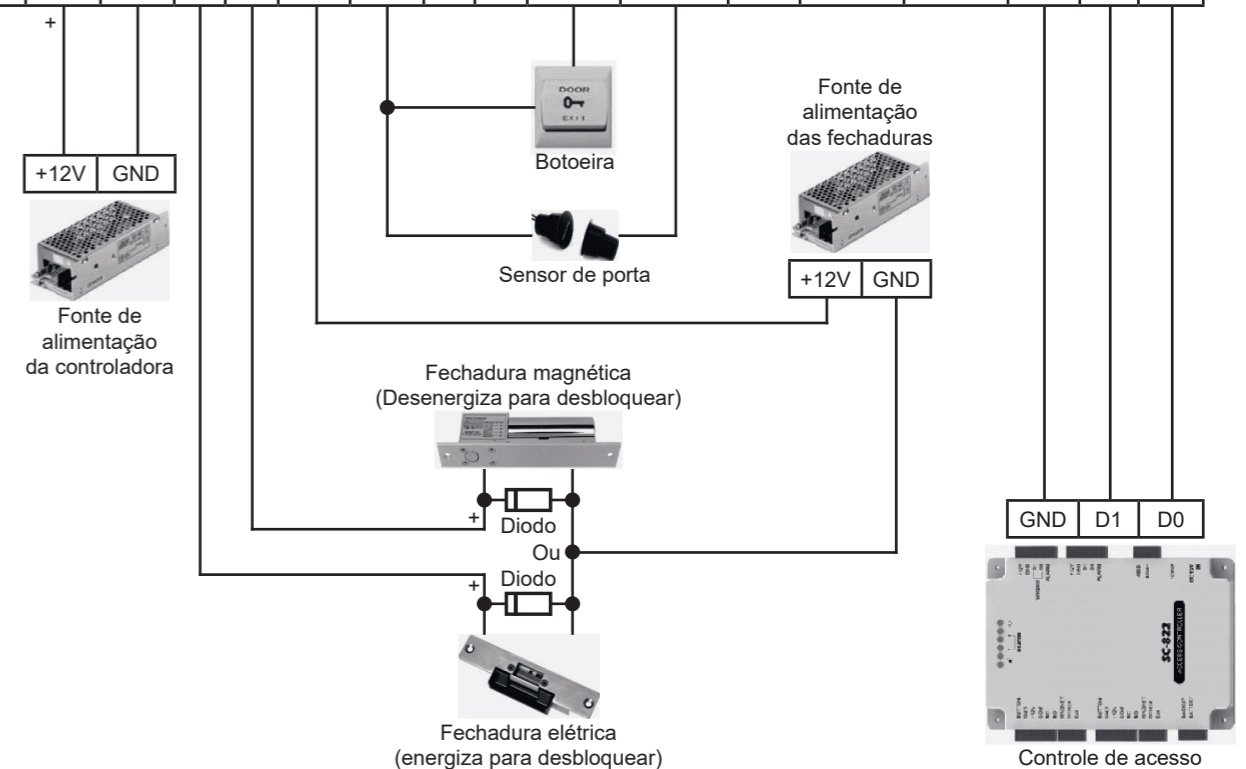 +
DOOR
EXIT
Botoeira
Fonte de
alimentação
das fechaduras
+12V GND
Fonte de
alimentação
da controladora
Sensor de porta
+12V GND
Fechadura magnética
(Desenergiza para desbloquear)
+
Diodo
Ou
Diodo
+
Fechadura elétrica
(energiza para desbloquear)
GND D1 D0
SC-822
ACCESS CONTROLLER
Controle de acesso